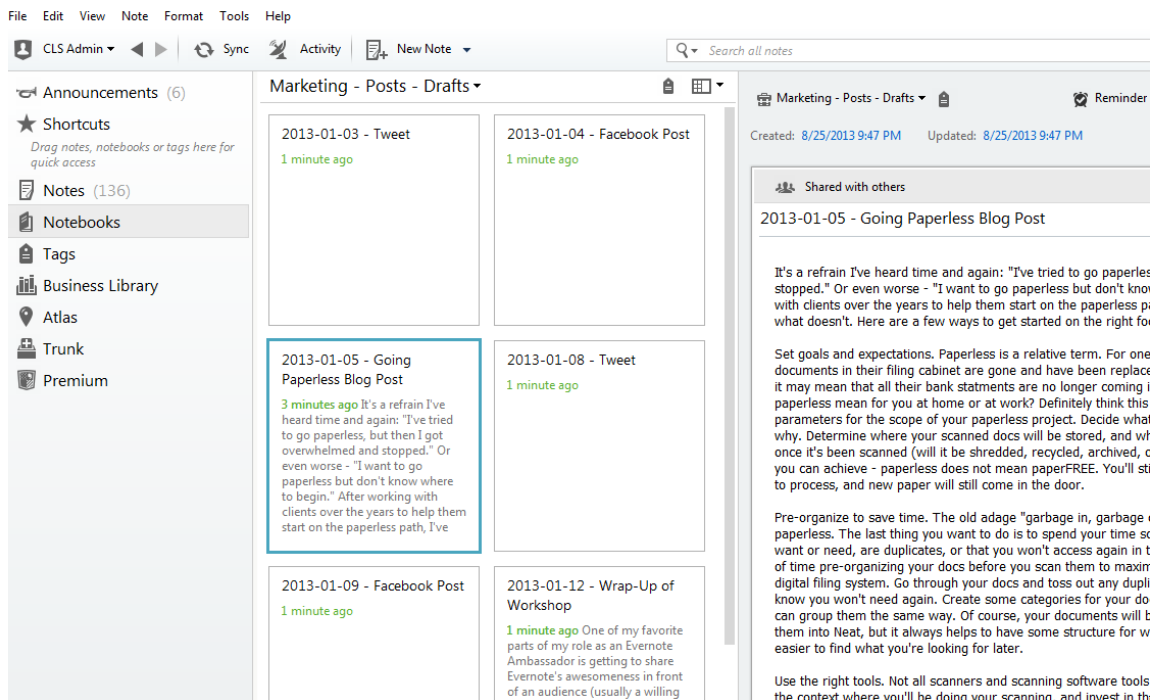 File Edit View Note Format Tools Help
CLS Admin Sync Activity New Note Search all notes
Announcements (6)
Shortcuts
Drag notes, notebooks or tags here for
quick access
Notes (136)
Notebooks
Tags
Business Library
Atlas
Trunk
Premium
Marketing - Posts - Drafts
2013-01-03 - Tweet
1 minute ago
2013-01-04 - Facebook Post
1 minute ago
2013-01-05 - Going
Paperless Blog Post
3 minutes ago It's a refrain I've
heard time and again: "I've tried
to go paperless, but then I got
overwhelmed and stopped." Or
even worse - "I want to go
paperless but don't know where
to begin." After working with
clients over the years to help them
start on the paperless path, I've
2013-01-08 - Tweet
1 minute ago
2013-01-09 - Facebook Post
1 minute ago
2013-01-12 - Wrap-Up of
Workshop
1 minute ago One of my favorite
parts of my role as an Evernote
Ambassador is getting to share
Evernote's awesomeness in front
of an audience (usually a willing
Marketing - Posts - Drafts Reminder
Created: 8/25/2013 9:47 PM Updated: 8/25/2013 9:47 PM
Shared with others
2013-01-05 - Going Paperless Blog Post
It's a refrain I've heard time and again: "I've tried to go
stopped." Or even worse - "I want to go paperless but don't
with clients over the years to help them start on the paperless
what doesn't. Here are a few ways to get started on the right
Set goals and expectations. Paperless is a relative term. For one
documents in their filing cabinet are gone and have been
it may mean that all their bank statments are no longer coming
paperless mean for you at home or at work? Definitely think this
parameters for the scope of your paperless project. Decide
why. Determine where your scanned docs will be stored, and
once it's been scanned (will it be shredded, recycled, archived,
you can achieve - paperless does not mean paperFREE. You'll
to process, and new paper will still come in the door.
Pre-organize to save time. The old adage "garbage in, garbage
paperless. The last thing you want to do is to spend your time
want or need, are duplicates, or that you won't access again in
of time pre-organizing your docs before you scan them to
digital filing system. Go through your docs and toss out any
know you won't need again. Create some categories for your
can group them the same way. Of course, your documents will
them into Neat, but it always helps to have some structure for
easier to find what you're looking for later.
Use the right tools. Not all scanners and scanning software tools
the context where you'll be doing your scanning, and invest in